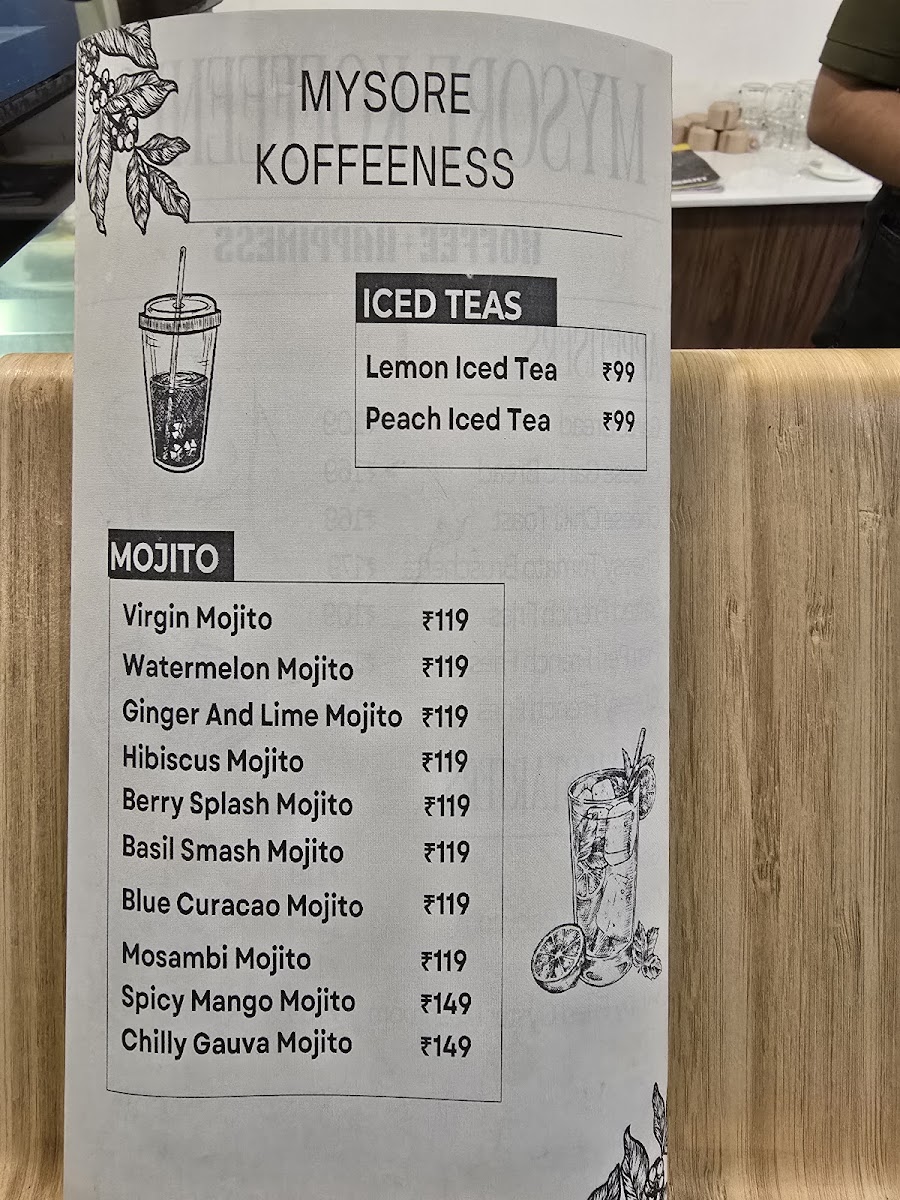 MYSORE
KOFFEENESS
ICED TEAS
Lemon Iced Tea ₹99
Peach Iced Tea ₹99
MOJITO
Virgin Mojito ₹119
Watermelon Mojito ₹119
Ginger And Lime Mojito ₹119
Hibiscus Mojito ₹119
Berry Splash Mojito ₹119
Basil Smash Mojito ₹119
Blue Curacao Mojito ₹119
Mosambi Mojito ₹119
Spicy Mango Mojito ₹149
Chilly Gauva Mojito ₹149